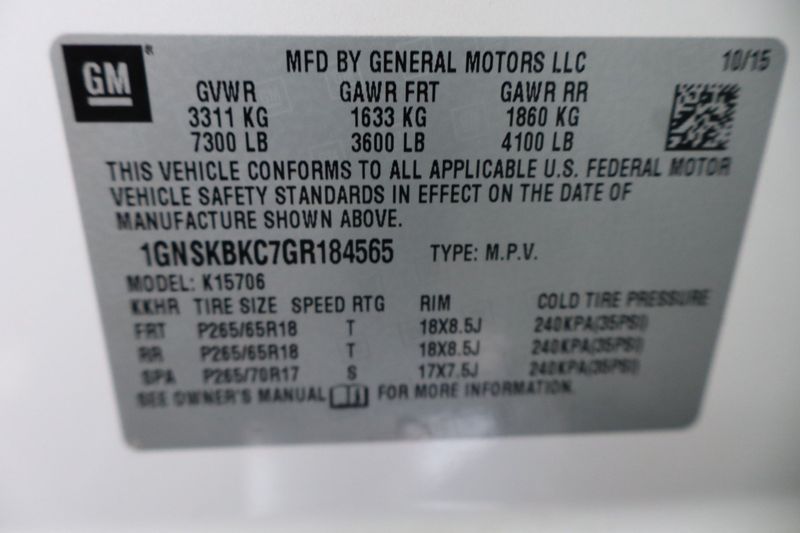 GM® MFD BY GENERAL MOTORS LLC 10/15
GVWR GAWR FRT GAWR RR
3311 KG 1633 KG 1860 KG
7300 LB 3600 LB 4100 LB
THIS VEHICLE CONFORMS TO ALL APPLICABLE U.S. FEDERAL MOTOR
VEHICLE SAFETY STANDARDS IN EFFECT ON THE DATE OF
MANUFACTURE SHOWN ABOVE.
1GNSKBKC7GR184565 TYPE: M.P.V.
MODEL: K15706
KKHR TIRE SIZE SPEED RTG RIM COLD TIRE PRESSURE
FRT P265/65R18 T 18X8.5J 240KPA(35PSI)
RR P265/65R18 T 18X8.5J 240KPA(35PSI)
SPA P265/70R17 S 17X7.5J 240KPA(35PSI)
SEE OWNER'S MANUAL FOR MORE INFORMATION.